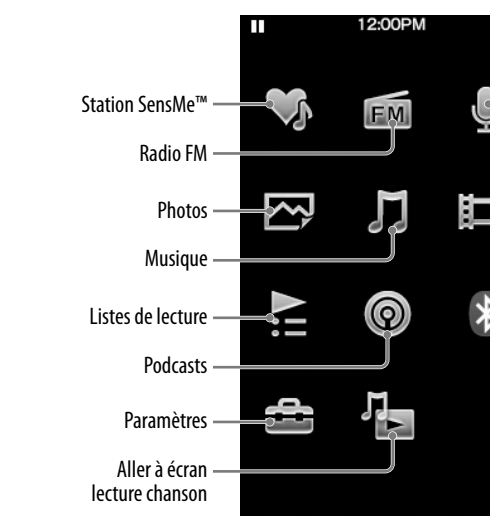 12:00PM
Station SensMe™
FM
Radio FM
Photos
Musique
Listes de lecture
Podcasts
Paramètres
Aller à écran
lecture chanson